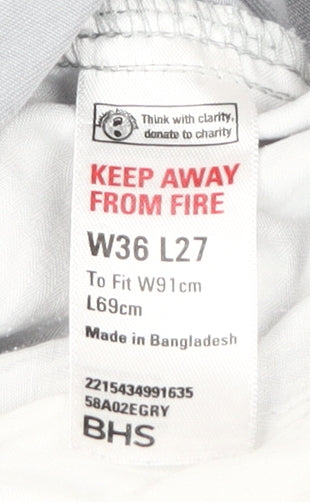 Think with clarity,
donate to charity
KEEP AWAY
FROM FIRE
W36 L27
To Fit W91cm
L69cm
Made in Bangladesh
2215434991635
58A02EGRY
BHS